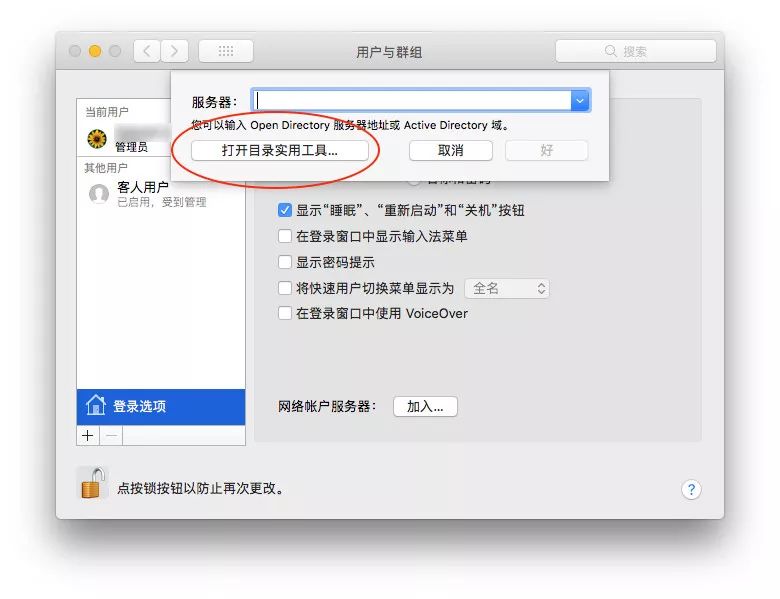 用户与群组
搜索
服务器：
您可以输入 Open Directory 服务器地址或 Active Directory 域。
打开目录实用工具...
取消
好
当前用户
管理员
其他用户
客人用户
已启用，受到管理
显示“睡眠”、“重新启动”和“关机”按钮
在登录窗口中显示输入法菜单
显示密码提示
将快速用户切换菜单显示为 全名
在登录窗口中使用 VoiceOver
登录选项
网络帐户服务器： 加入...
点按锁按钮以防止再次更改。
?